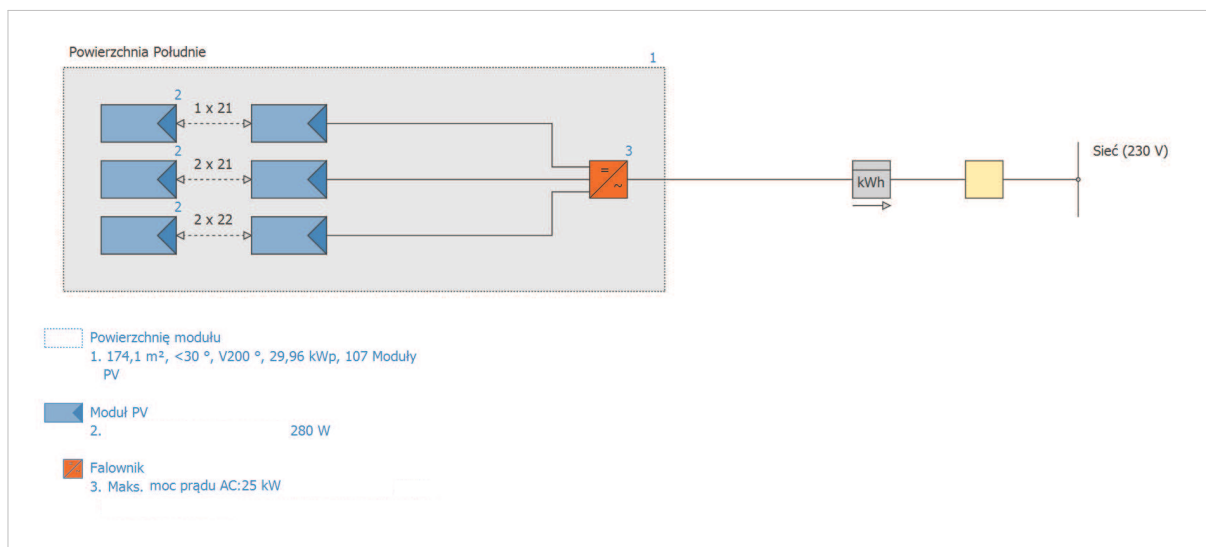 Powierzchnia Południe
1
2
1 x 21
2
2 x 21
3
2
2 x 22
=
~
kWh
Sieć (230 V)
Powierzchnię modułu
1. 174,1 m², <30 °, V200 °, 29,96 kWp, 107 Moduły
PV
Moduł PV
2. 280 W
Falownik
3. Maks. moc prądu AC:25 kW